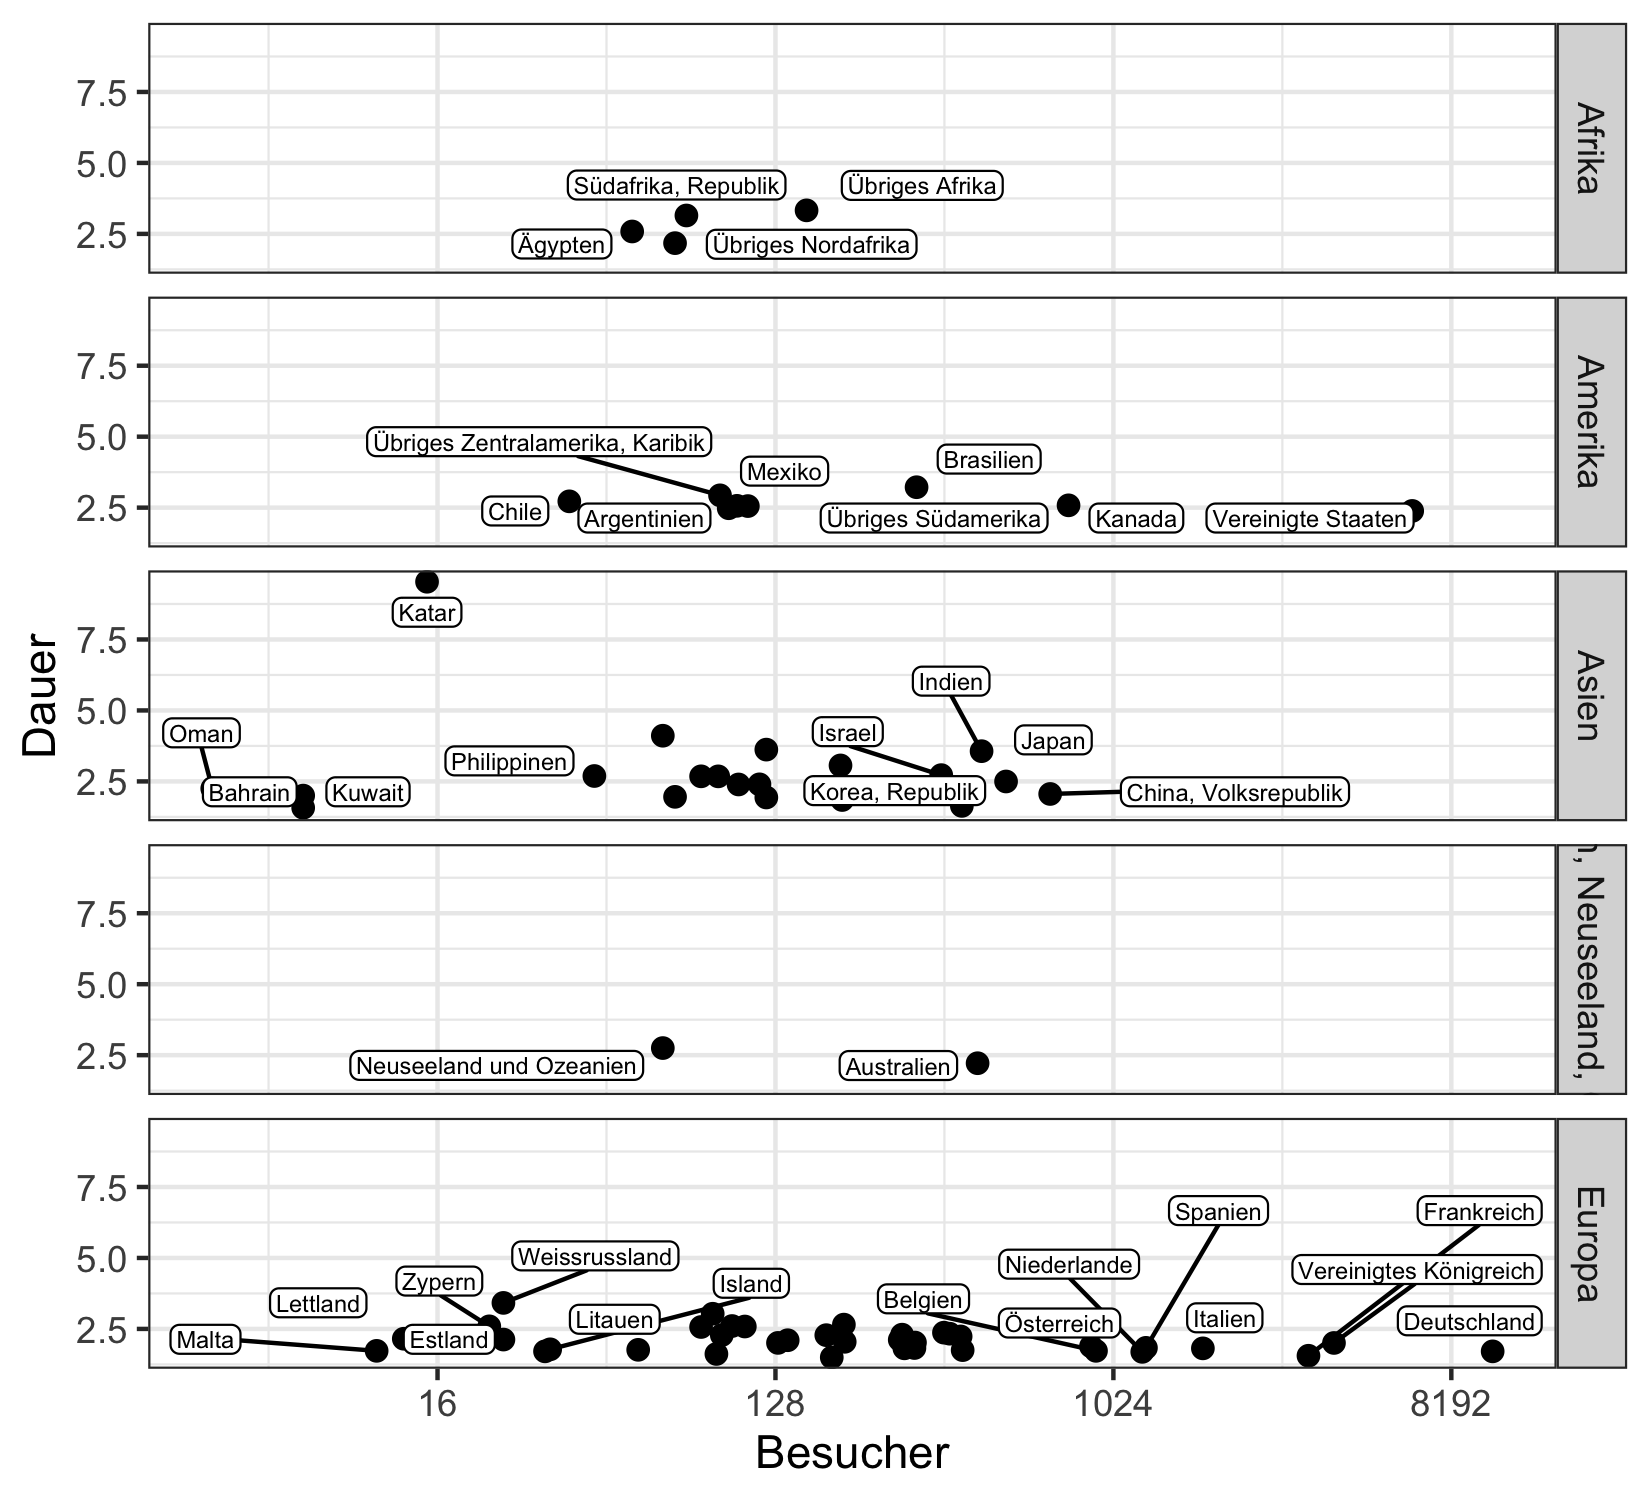 7.5
5.0
2.5
Südafrika, Republik
Übriges Afrika
Ägypten
Übriges Nordafrika
Afrika
7.5
5.0
2.5
Übriges Zentralamerika, Karibik
Mexiko
Brasilien
Chile
Argentinien
Übriges Südamerika
Kanada
Vereinigte Staaten
Amerika
Dauer
7.5
5.0
2.5
Katar
Indien
Oman
Israel
Japan
Philippinen
Bahrain
Kuwait
Korea, Republik
China, Volksrepublik
Asien
7.5
5.0
2.5
Neuseeland und Ozeanien
Australien
, Neuseeland,
7.5
5.0
2.5
Spanien
Frankreich
Weissrussland
Niederlande
Vereinigtes Königreich
Zypern
Island
Lettland
Belgien
Litauen
Österreich
Italien
Deutschland
Malta
Estland
Europa
16
128
1024
8192
Besucher